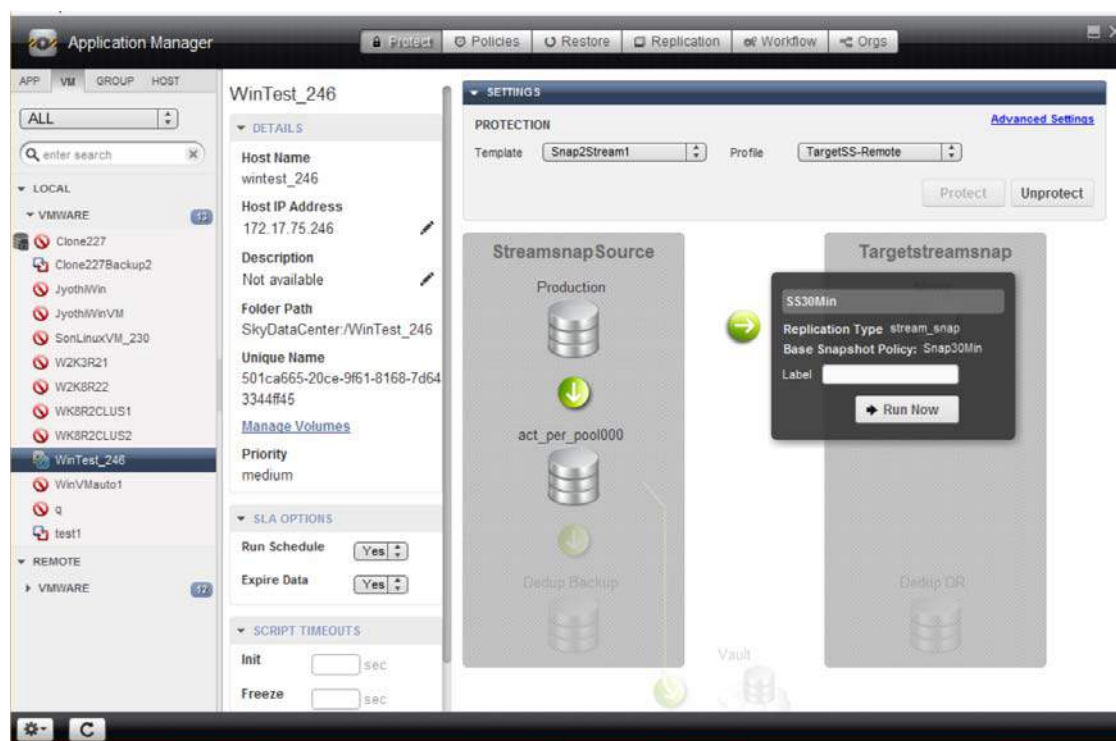 Application Manager
Protect
Policies
Restore
Replication
Workflow
Orgs
APP VM GROUP HOST
ALL
enter search
LOCAL
VMWARE 13
Clone227
Clone227Backup2
JyothiWin
JyothiWinVM
SonLinuxVM_230
W2K3R21
W2K8R22
WK8R2CLUS1
WK8R2CLUS2
WinTest_246
WinVMauto1
q
test1
REMOTE
VMWARE 12
WinTest_246
DETAILS
Host Name
wintest_246
Host IP Address
172.17.75.246
Description
Not available
Folder Path
SkyDataCenter:/WinTest_246
Unique Name
501ca665-20ce-9f61-8168-7d64
3344ff45
Manage Volumes
Priority
medium
SLA OPTIONS
Run Schedule Yes
Expire Data Yes
SCRIPT TIMEOUTS
Init sec
Freeze sec
SETTINGS
PROTECTION
Advanced Settings
Template Snap2Stream1 Profile TargetSS-Remote
Protect Unprotect
StreamsnapSource
Production
act_per_pool000
Dedup Backup
Vault
Targetstreamsnap
SS30Min
Replication Type stream_snap
Base Snapshot Policy: Snap30Min
Label
Run Now
Dedup DR